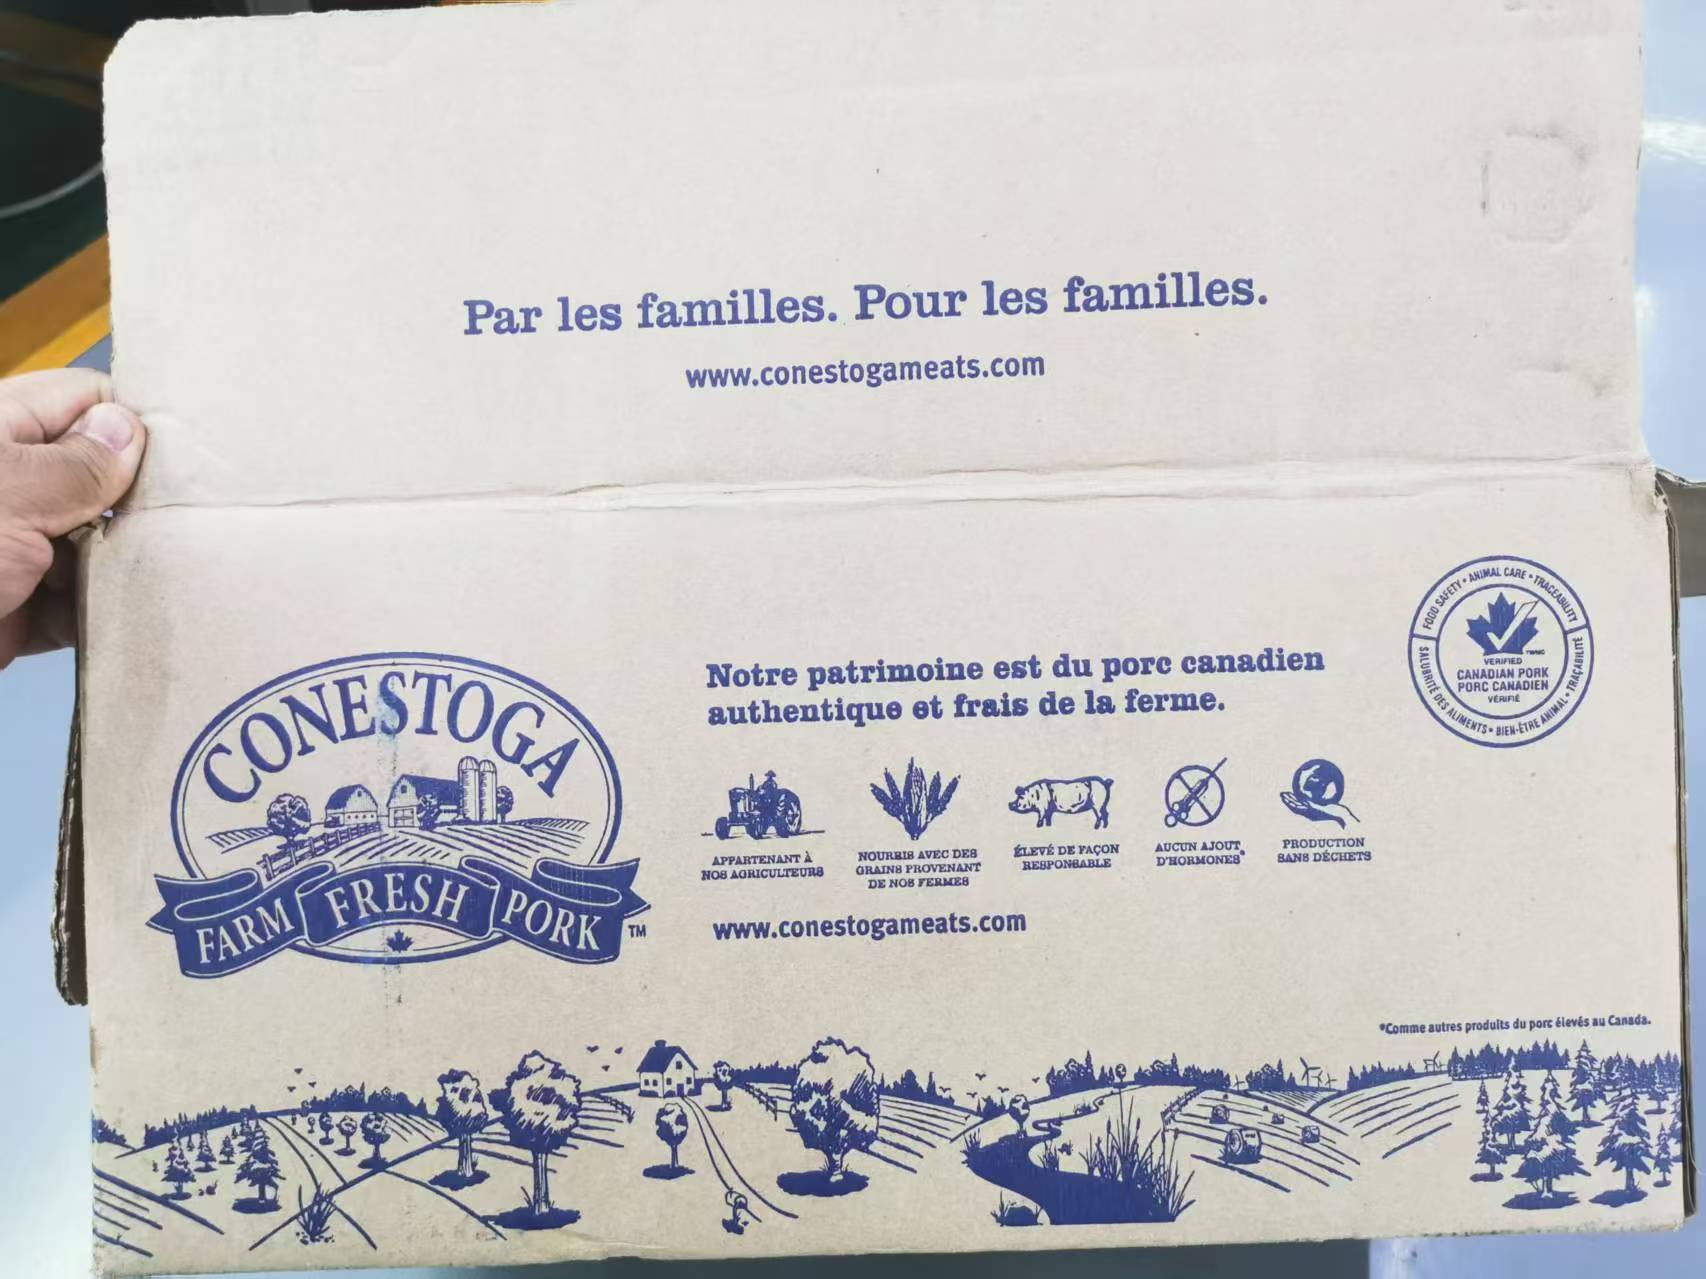 Par les familles. Pour les familles.
www.conestogameats.com
CONESTOGA
FARM FRESH PORK ™
Notre patrimoine est du porc canadien
authentique et frais de la ferme.
APPARTENANT À
NOS AGRICULTEURS
NOURRIS AVEC DES
GRAINS PROVENANT
DE NOS FERMES
ÉLEVÉ DE FAÇON
RESPONSABLE
AUCUN AJOUT
D'HORMONES*
PRODUCTION
SANS DÉCHETS
www.conestogameats.com
FOOD SAFETY • ANIMAL CARE • TRACEABILITY
VERIFIED
CANADIAN PORK
PORC CANADIEN
VÉRIFIÉ
SALUBRITÉ DES ALIMENTS • BIEN-ÊTRE ANIMAL • TRAÇABILITÉ
*Comme autres produits du porc élevés au Canada.